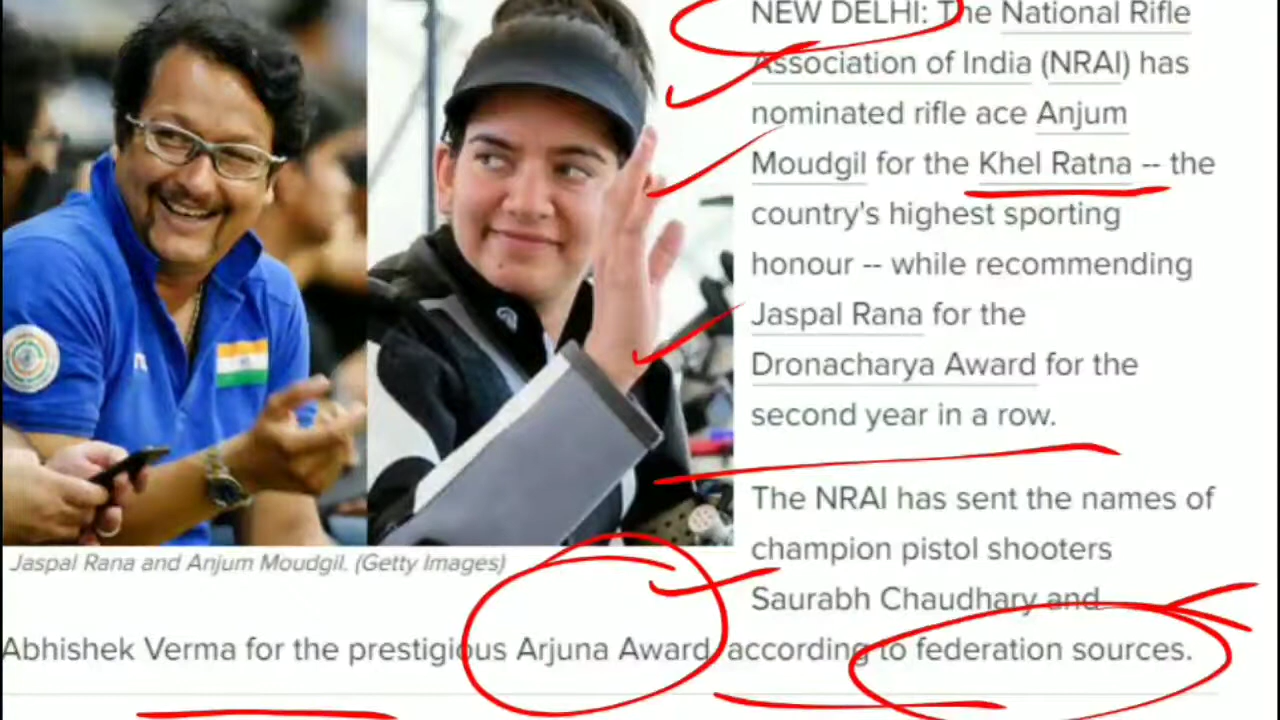 NEW DELHI: The National Rifle
Association of India (NRAI) has
nominated rifle ace Anjum
Moudgil for the Khel Ratna -- the
country's highest sporting
honour -- while recommending
Jaspal Rana for the
Dronacharya Award for the
second year in a row.
Jaspal Rana and Anjum Moudgil. (Getty Images)
The NRAI has sent the names of
champion pistol shooters
Saurabh Chaudhary and
Abhishek Verma for the prestigious Arjuna Award, according to federation sources.